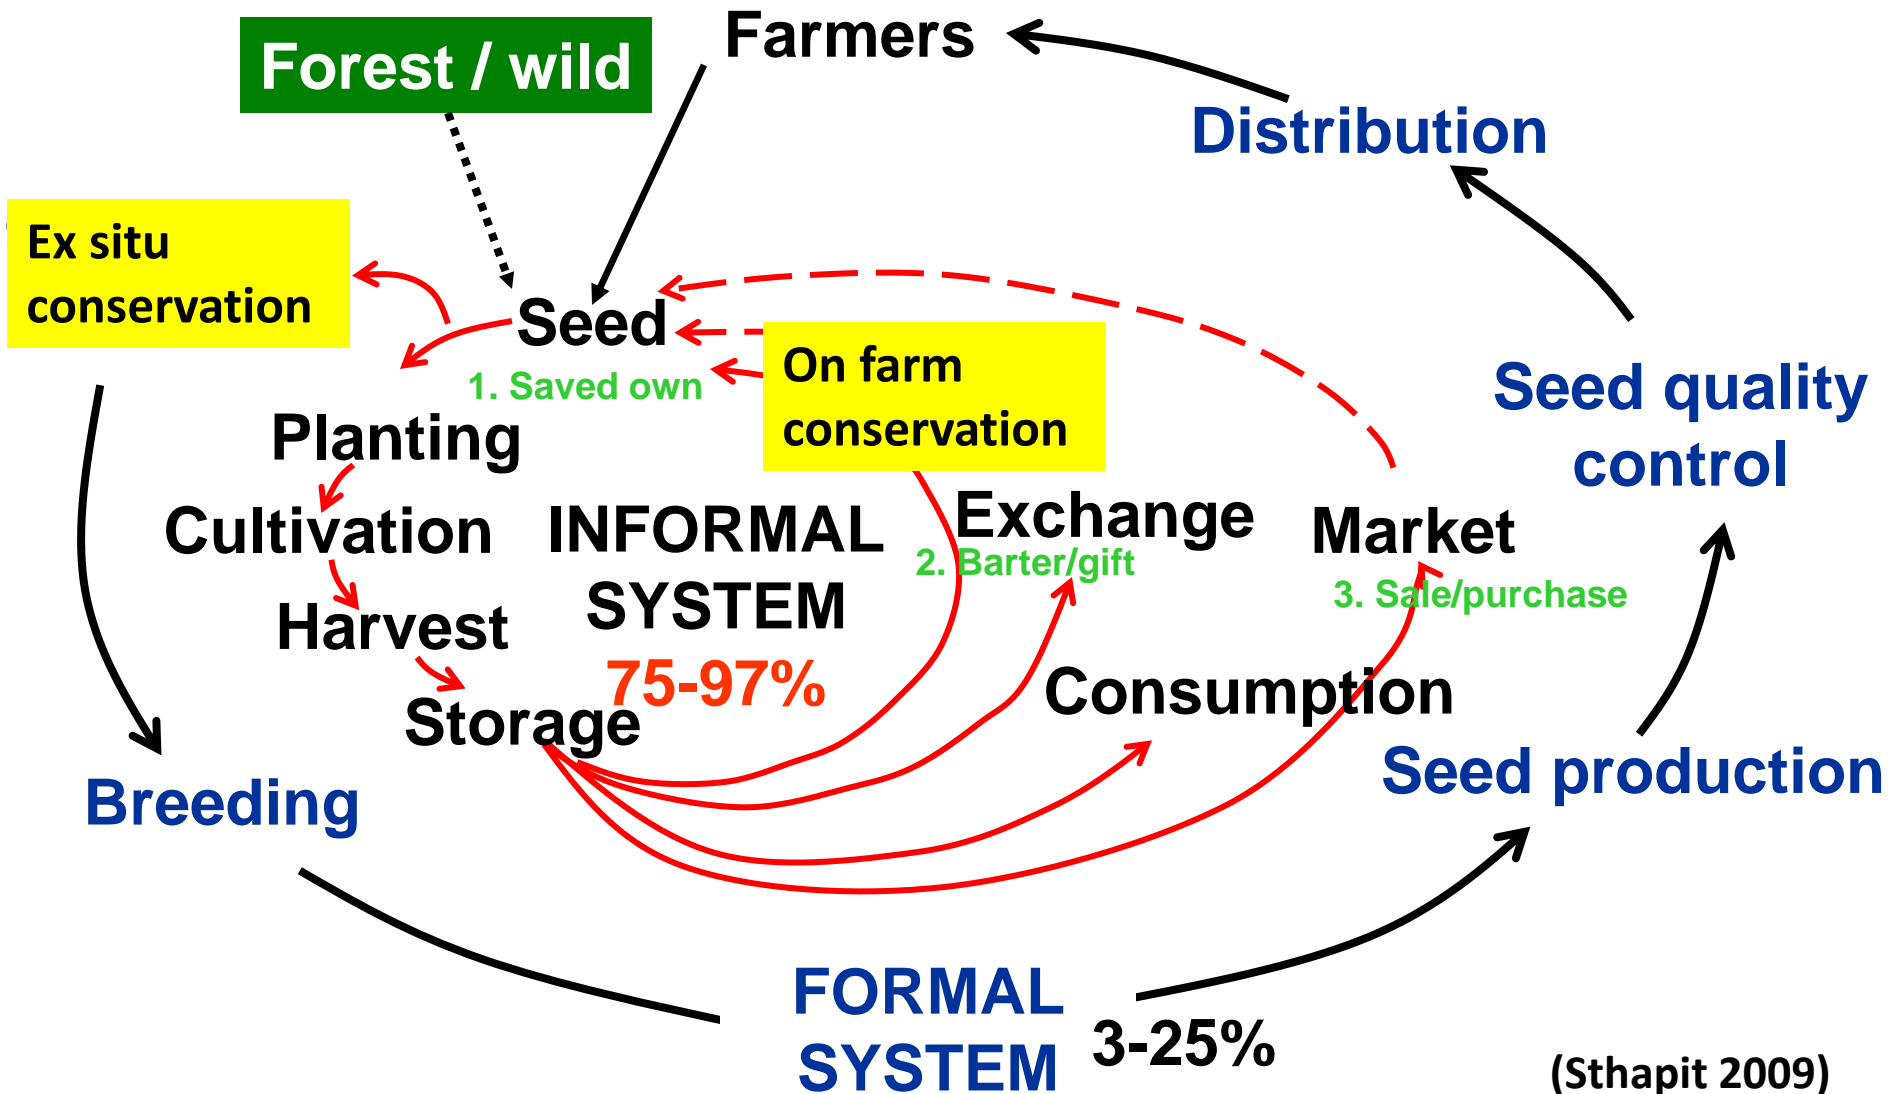 Farmers
Forest / wild
Distribution
Ex situ
conservation
Seed
1. Saved own
On farm
conservation
Seed quality
control
Planting
Cultivation
INFORMAL
SYSTEM
75-97%
Exchange
2. Barter/gift
Market
3. Sale/purchase
Harvest
Storage
Consumption
Seed production
Breeding
FORMAL
SYSTEM
3-25%
(Sthapit 2009)